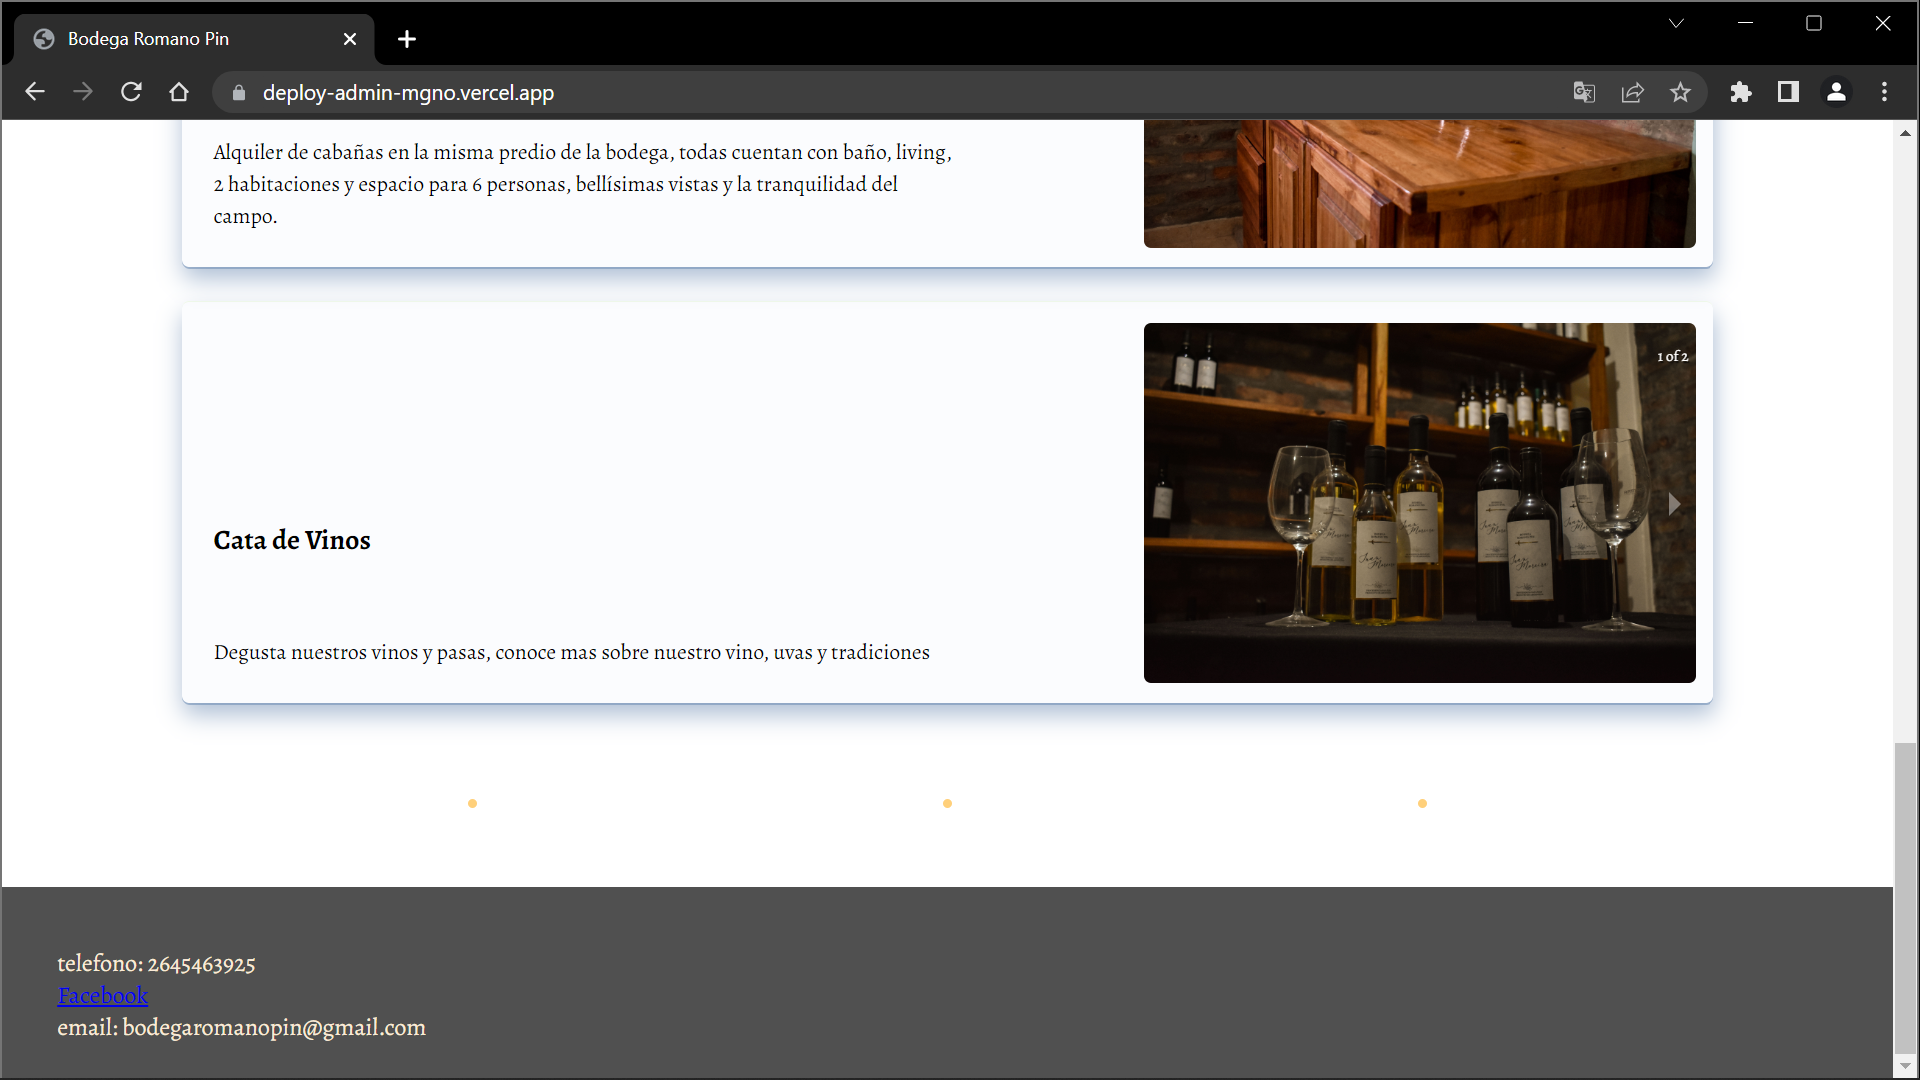 Bodega Romano Pin
deploy-admin-mgno.vercel.app
Alquiler de cabañas en la misma predio de la bodega, todas cuentan con baño, living,
2 habitaciones y espacio para 6 personas, bellísimas vistas y la tranquilidad del
campo.
1 of 2
Cata de Vinos
Degusta nuestros vinos y pasas, conoce mas sobre nuestro vino, uvas y tradiciones
telefono: 2645463925
Facebook
email: bodegaromanopin@gmail.com